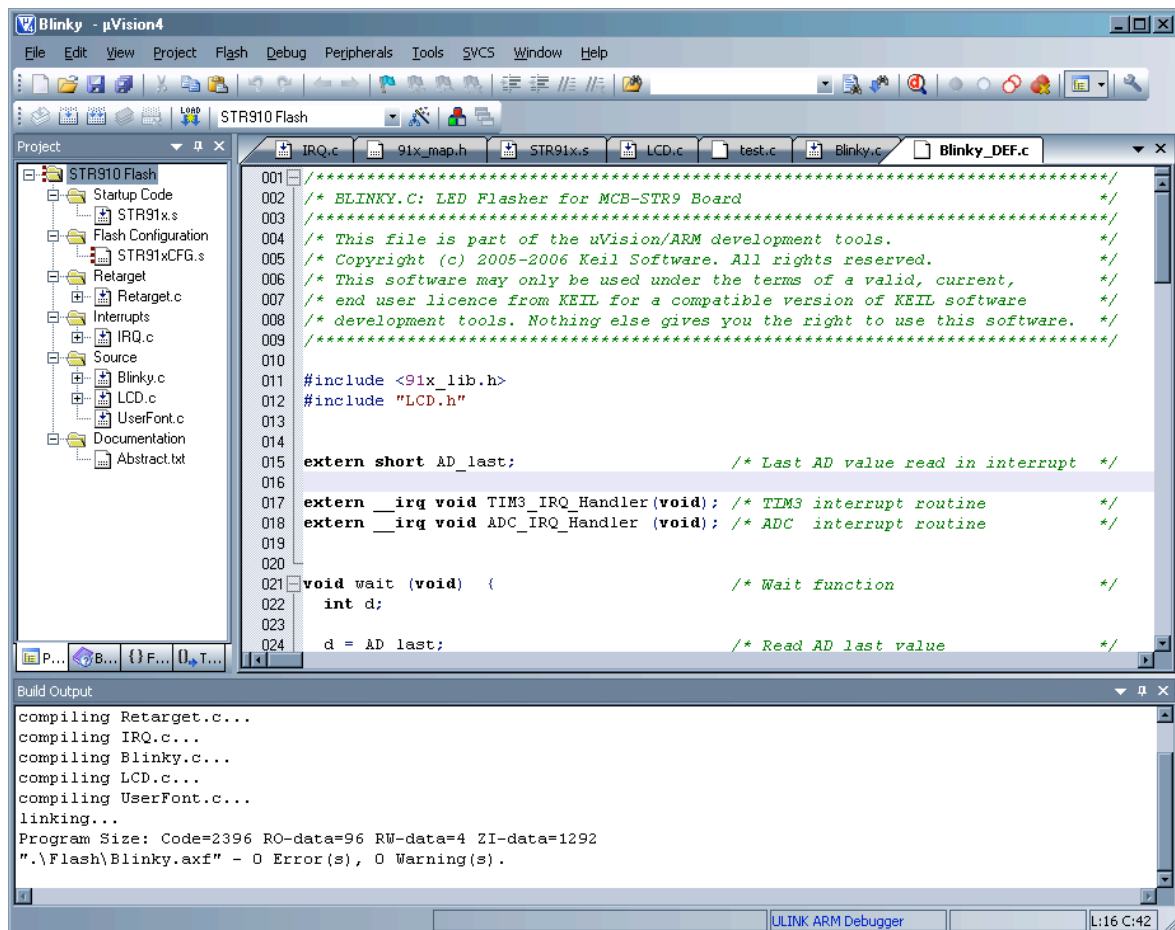 Blinky - µVision4
File Edit View Project Flash Debug Peripherals Tools SVCS Window Help
LOAD STR910 Flash
Project
STR910 Flash
Startup Code
STR91x.s
Flash Configuration
STR91xCFG.s
Retarget
Retarget.c
Interrupts
IRQ.c
Source
Blinky.c
LCD.c
UserFont.c
Documentation
Abstract.txt
P... B... {} F... T...
IRQ.c 91x_map.h STR91x.s LCD.c test.c Blinky.c Blinky_DEF.c
001 /******************************************************************************/
002 /* BLINKY.C: LED Flasher for MCB-STR9 Board */
003 /******************************************************************************/
004 /* This file is part of the uVision/ARM development tools. */
005 /* Copyright (c) 2005-2006 Keil Software. All rights reserved. */
006 /* This software may only be used under the terms of a valid, current, */
007 /* end user licence from KEIL for a compatible version of KEIL software */
008 /* development tools. Nothing else gives you the right to use this software. */
009 /******************************************************************************/
010
011 #include <91x_lib.h>
012 #include "LCD.h"
013
014
015 extern short AD_last; /* Last AD value read in interrupt */
016
017 extern __irq void TIM3_IRQ_Handler(void); /* TIM3 interrupt routine */
018 extern __irq void ADC_IRQ_Handler (void); /* ADC interrupt routine */
019
020
021 void wait (void) { /* Wait function */
022 int d;
023
024 d = AD_last; /* Read AD_last value */
Build Output
compiling Retarget.c...
compiling IRQ.c...
compiling Blinky.c...
compiling LCD.c...
compiling UserFont.c...
linking...
Program Size: Code=2396 RO-data=96 RW-data=4 ZI-data=1292
".\Flash\Blinky.axf" - 0 Error(s), 0 Warning(s).
ULINK ARM Debugger L:16 C:42